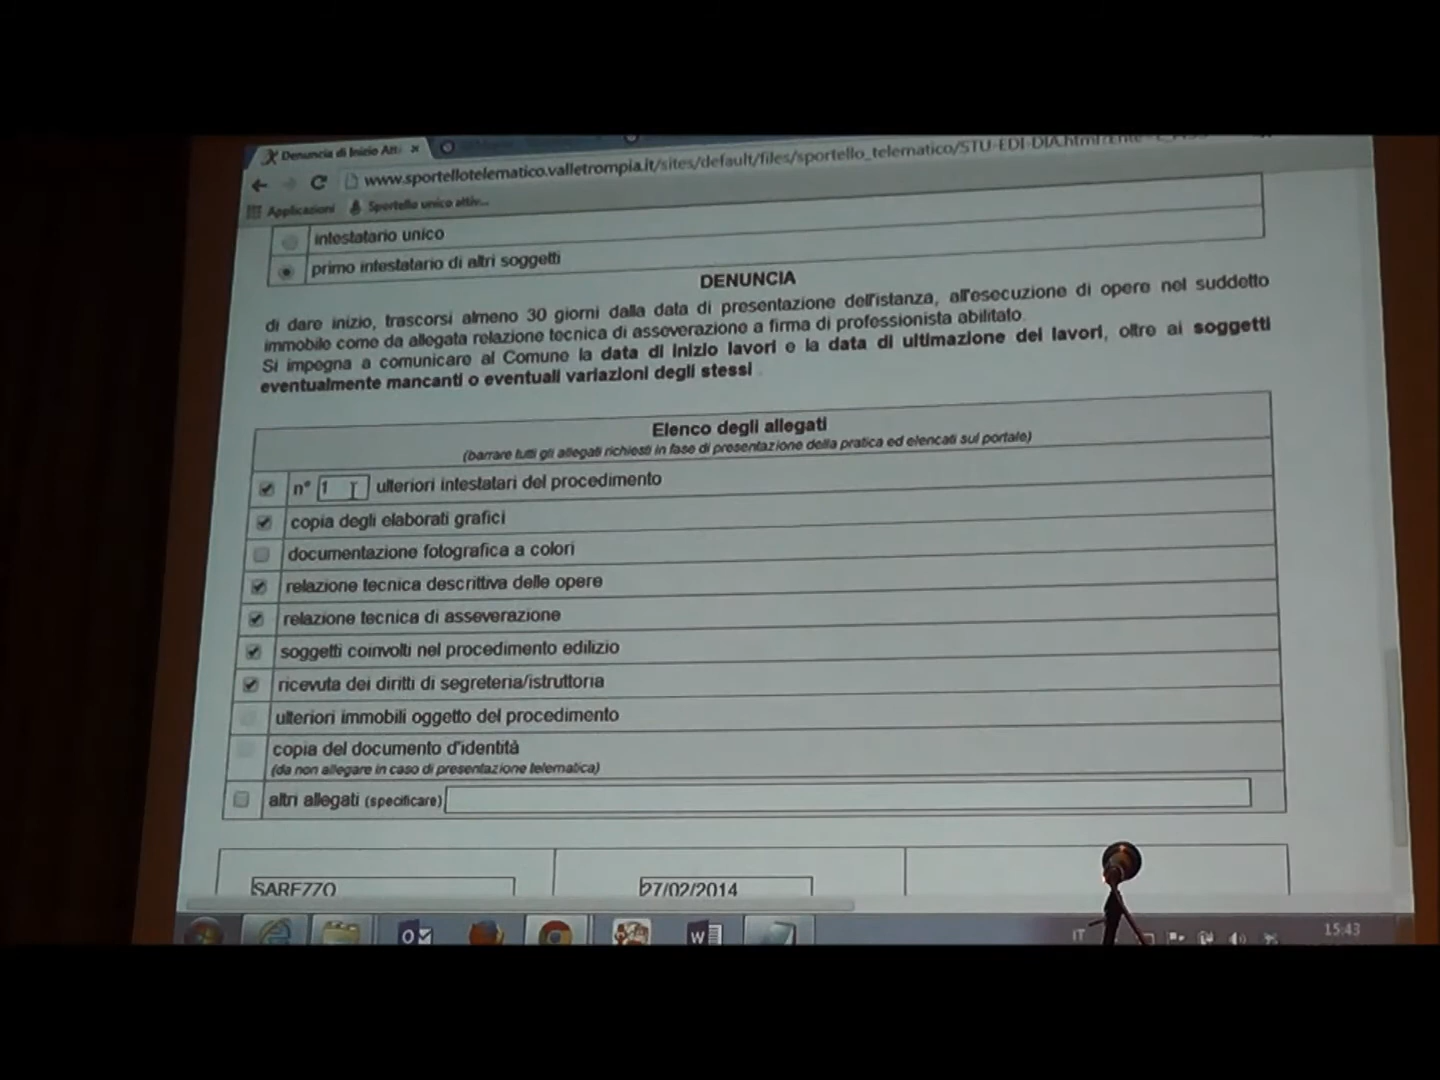 Denuncia di Inizio Att
www.sportellotelematico.valletrompia.it/sites/default/files/sportello_telematico/STU-EDI-DIA.html?Ente=
Applicazioni Sportello unico attiv...
intestatario unico
primo intestatario di altri soggetti
DENUNCIA
di dare inizio, trascorsi almeno 30 giorni dalla data di presentazione dell'istanza, all'esecuzione di opere nel suddetto
immobile come da allegata relazione tecnica di asseverazione a firma di professionista abilitato.
Si impegna a comunicare al Comune la data di inizio lavori e la data di ultimazione dei lavori, oltre ai soggetti
eventualmente mancanti o eventuali variazioni degli stessi
Elenco degli allegati
(barrare tutti gli allegati richiesti in fase di presentazione della pratica ed elencati sul portale)
n° 1 ulteriori intestatari del procedimento
copia degli elaborati grafici
documentazione fotografica a colori
relazione tecnica descrittiva delle opere
relazione tecnica di asseverazione
soggetti coinvolti nel procedimento edilizio
ricevuta dei diritti di segreteria/istruttoria
ulteriori immobili oggetto del procedimento
copia del documento d'identità
(da non allegare in caso di presentazione telematica)
altri allegati (specificare)
SAREZZO 27/02/2014
IT 15:43